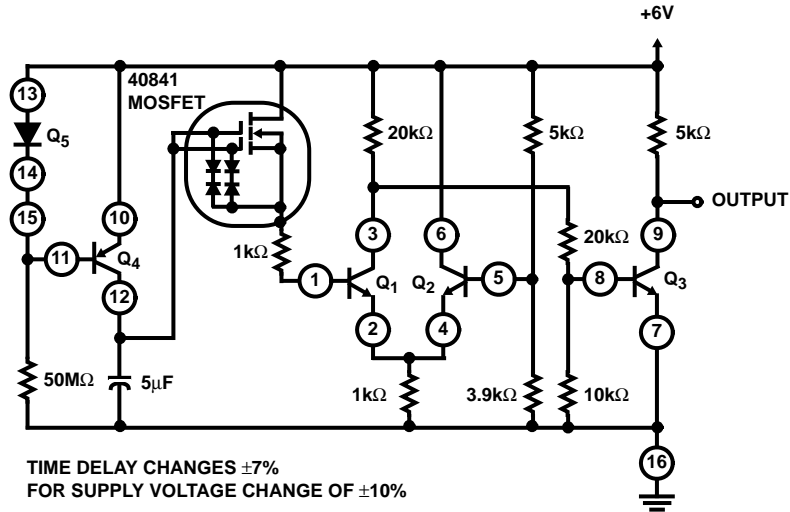 +6V
40841
MOSFET
13
Q5
14
15
10
11
Q4
12
50MΩ
5µF
1kΩ
20kΩ
5kΩ
5kΩ
OUTPUT
3
6
20kΩ
9
1
Q1
Q2
5
8
Q3
2
4
7
1kΩ
3.9kΩ
10kΩ
16
TIME DELAY CHANGES ±7%
FOR SUPPLY VOLTAGE CHANGE OF ±10%